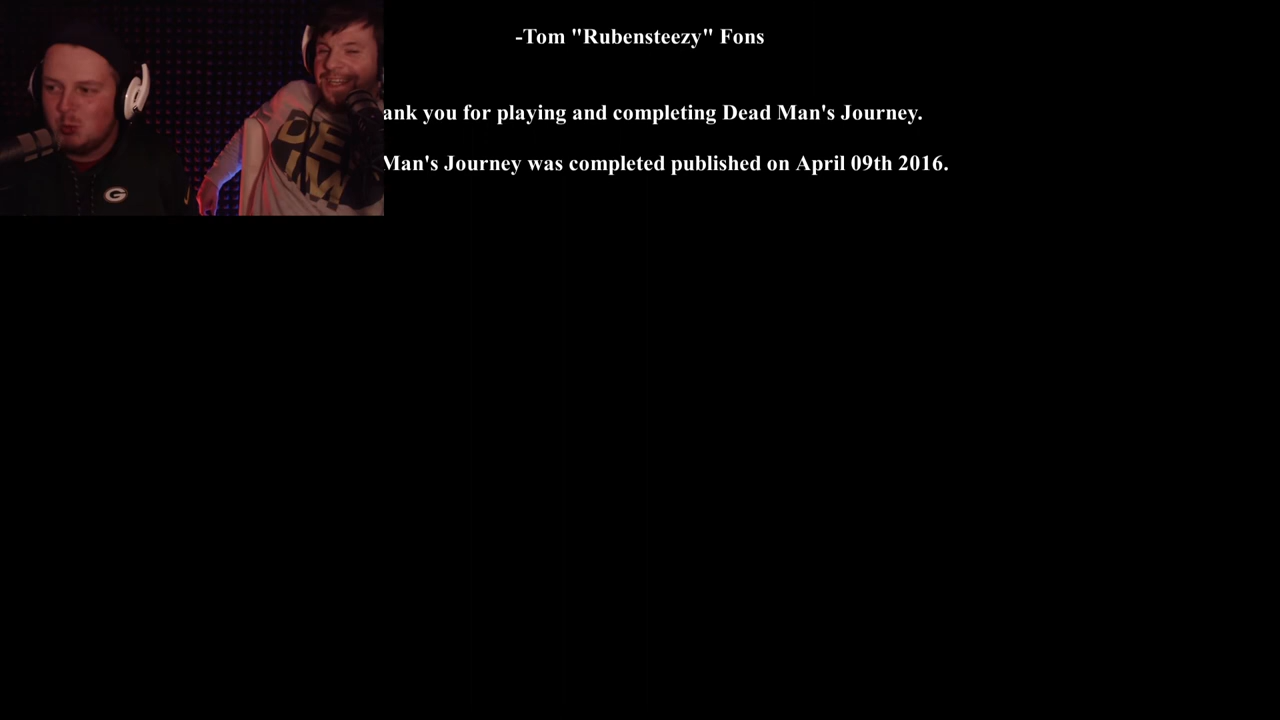 -Tom "Rubensteezy" Fons
ank you for playing and completing Dead Man's Journey.
Man's Journey was completed published on April 09th 2016.
G
DE